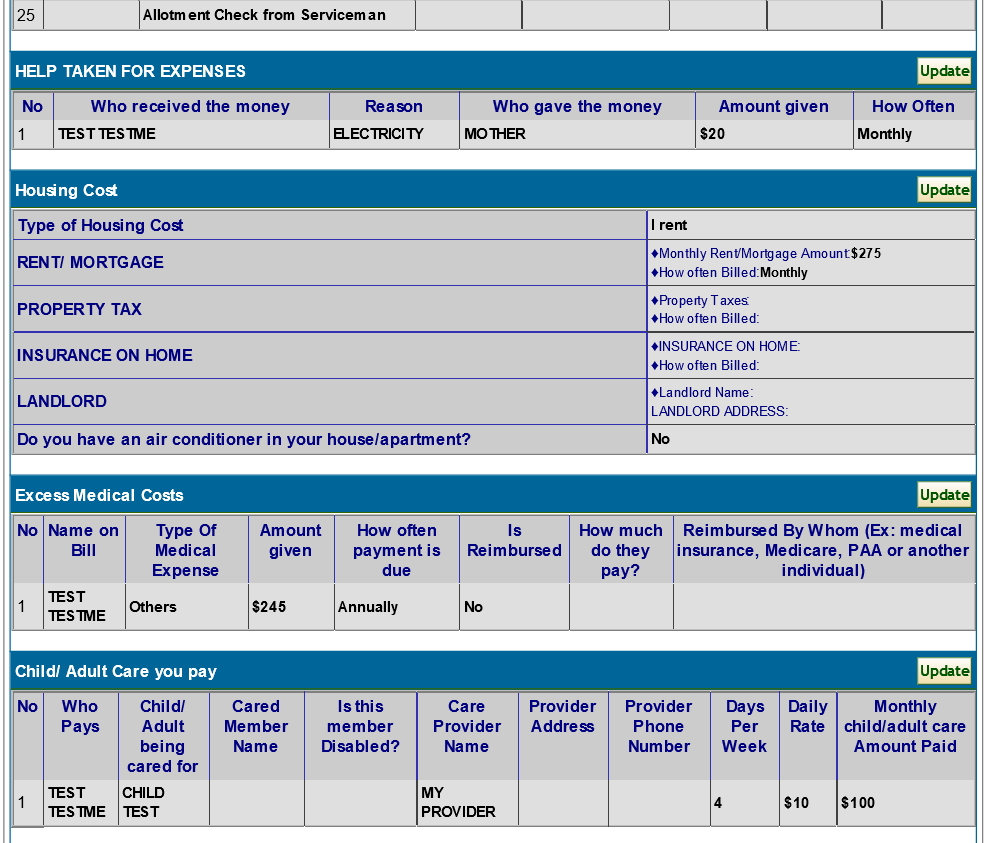 25 Allotment Check from Serviceman
HELP TAKEN FOR EXPENSES Update
No Who received the money Reason Who gave the money Amount given How Often
1 TEST TESTME ELECTRICITY MOTHER $20 Monthly
Housing Cost Update
Type of Housing Cost I rent
RENT/ MORTGAGE
♦Monthly Rent/Mortgage Amount:$275
♦How often Billed:Monthly
PROPERTY TAX
♦Property Taxes:
♦How often Billed:
INSURANCE ON HOME
♦INSURANCE ON HOME:
♦How often Billed:
LANDLORD
♦Landlord Name:
LANDLORD ADDRESS:
Do you have an air conditioner in your house/apartment? No
Excess Medical Costs Update
No Name on Type Of Amount How often Is How much Reimbursed By Whom (Ex: medical
Bill Medical given payment is Reimbursed do they insurance, Medicare, PAA or another
Expense due pay? individual)
TEST
1 Others $245 Annually No
TESTME
Child/ Adult Care you pay Update
No Who Child/ Cared Is this Care Provider Provider Days Daily Monthly
Pays Adult Member member Provider Address Phone Per Rate child/adult care
being Name Disabled? Name Number Week Amount Paid
cared for
TEST CHILD MY
1 4 $10 $100
TESTME TEST PROVIDER